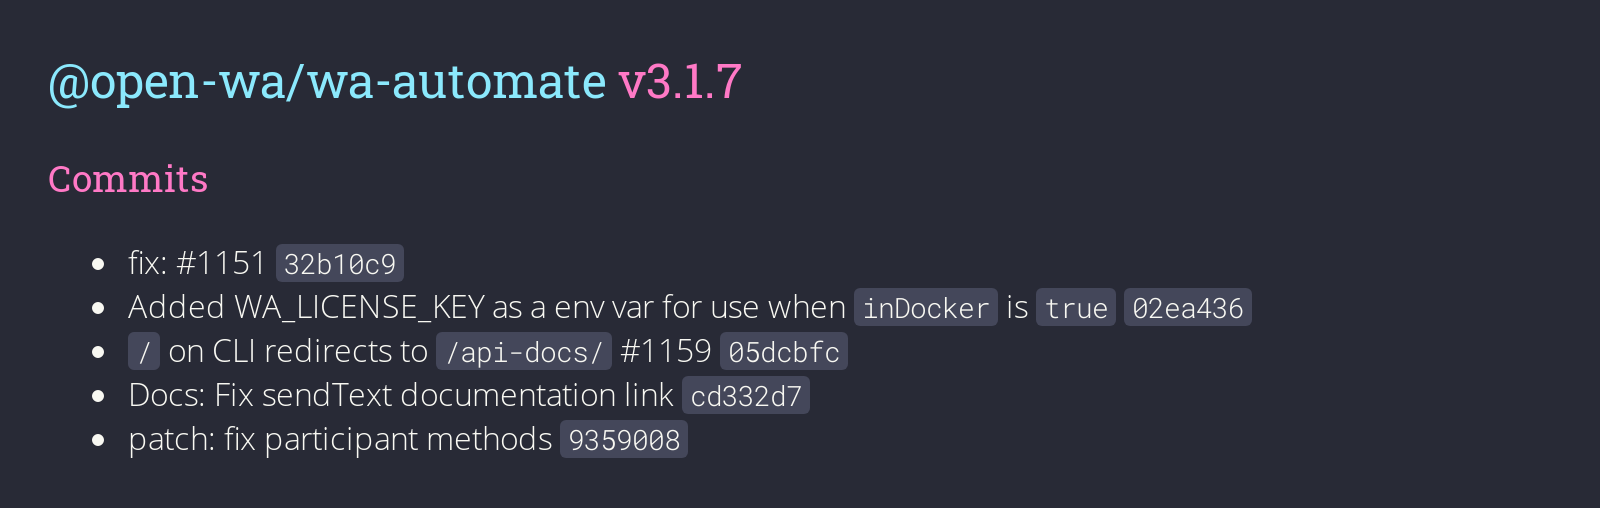 @open-wa/wa-automate v3.1.7
Commits
fix: #1151 32b10c9
Added WA_LICENSE_KEY as a env var for use when inDocker is true 02ea436
/ on CLI redirects to /api-docs/ #1159 05dcbfc
Docs: Fix sendText documentation link cd332d7
patch: fix participant methods 9359008